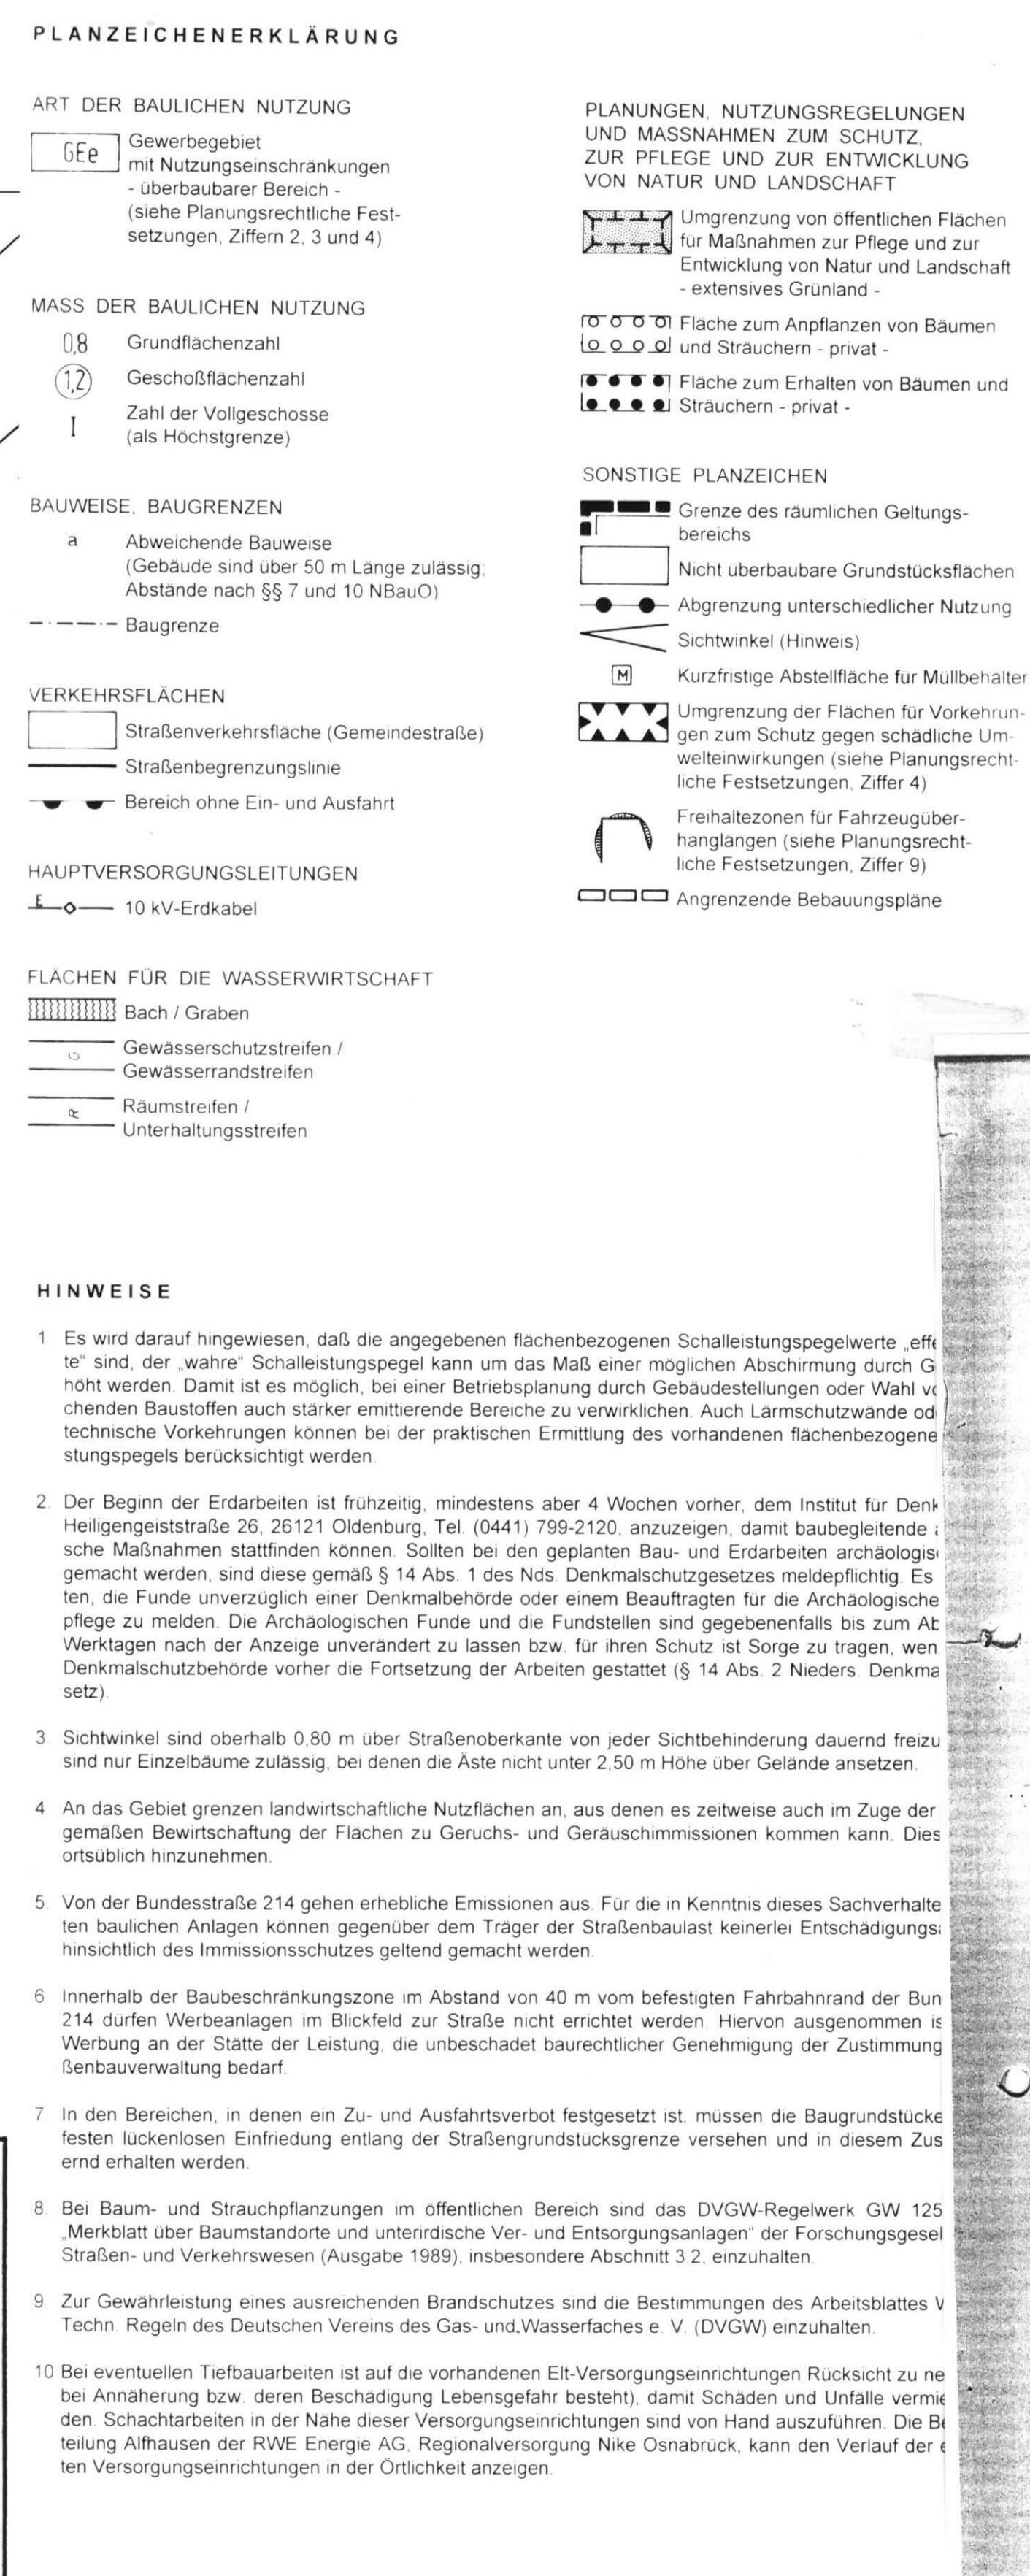 PLANZEICHENERKLÄRUNG
ART DER BAULICHEN NUTZUNG
GEe
Gewerbegebiet
mit Nutzungseinschränkungen
- überbaubarer Bereich -
(siehe Planungsrechtliche Fest-
setzungen, Ziffern 2, 3 und 4)
MASS DER BAULICHEN NUTZUNG
0,8 Grundflächenzahl
1,2 Geschoßflächenzahl
I Zahl der Vollgeschosse
(als Höchstgrenze)
BAUWEISE, BAUGRENZEN
a Abweichende Bauweise
(Gebäude sind über 50 m Länge zulässig;
Abstände nach §§ 7 und 10 NBauO)
Baugrenze
VERKEHRSFLÄCHEN
Straßenverkehrsfläche (Gemeindestraße)
Straßenbegrenzungslinie
Bereich ohne Ein- und Ausfahrt
HAUPTVERSORGUNGSLEITUNGEN
E 10 kV-Erdkabel
FLÄCHEN FÜR DIE WASSERWIRTSCHAFT
Bach / Graben
G Gewässerschutzstreifen /
Gewässerrandstreifen
R Räumstreifen /
Unterhaltungsstreifen
PLANUNGEN, NUTZUNGSREGELUNGEN
UND MASSNAHMEN ZUM SCHUTZ,
ZUR PFLEGE UND ZUR ENTWICKLUNG
VON NATUR UND LANDSCHAFT
Umgrenzung von öffentlichen Flächen
für Maßnahmen zur Pflege und zur
Entwicklung von Natur und Landschaft
- extensives Grünland -
Fläche zum Anpflanzen von Bäumen
und Sträuchern - privat -
Fläche zum Erhalten von Bäumen und
Sträuchern - privat -
SONSTIGE PLANZEICHEN
Grenze des räumlichen Geltungs-
bereichs
Nicht überbaubare Grundstücksflächen
Abgrenzung unterschiedlicher Nutzung
Sichtwinkel (Hinweis)
M Kurzfristige Abstellfläche für Müllbehälter
Umgrenzung der Flächen für Vorkehrun-
gen zum Schutz gegen schädliche Um-
welteinwirkungen (siehe Planungsrecht-
liche Festsetzungen, Ziffer 4)
Freihaltezonen für Fahrzeugüber-
hanglängen (siehe Planungsrecht-
liche Festsetzungen, Ziffer 9)
Angrenzende Bebauungspläne
HINWEISE
1 Es wird darauf hingewiesen, daß die angegebenen flächenbezogenen Schalleistungspegelwerte „effe
te" sind, der „wahre" Schalleistungspegel kann um das Maß einer möglichen Abschirmung durch G
höht werden. Damit ist es möglich, bei einer Betriebsplanung durch Gebäudestellungen oder Wahl vo
chenden Baustoffen auch stärker emittierende Bereiche zu verwirklichen. Auch Lärmschutzwände od
technische Vorkehrungen können bei der praktischen Ermittlung des vorhandenen flächenbezogene
stungspegels berücksichtigt werden.
2. Der Beginn der Erdarbeiten ist frühzeitig, mindestens aber 4 Wochen vorher, dem Institut für Denk
Heiligengeiststraße 26, 26121 Oldenburg, Tel. (0441) 799-2120, anzuzeigen, damit baubegleitende a
sche Maßnahmen stattfinden können. Sollten bei den geplanten Bau- und Erdarbeiten archäologisc
gemacht werden, sind diese gemäß § 14 Abs. 1 des Nds. Denkmalschutzgesetzes meldepflichtig. Es
ten, die Funde unverzüglich einer Denkmalbehörde oder einem Beauftragten für die Archäologische
pflege zu melden. Die Archäologischen Funde und die Fundstellen sind gegebenenfalls bis zum Ab
Werktagen nach der Anzeige unverändert zu lassen bzw. für ihren Schutz ist Sorge zu tragen, wen
Denkmalschutzbehörde vorher die Fortsetzung der Arbeiten gestattet (§ 14 Abs. 2 Nieders. Denkma
setz).
3. Sichtwinkel sind oberhalb 0,80 m über Straßenoberkante von jeder Sichtbehinderung dauernd freizu
sind nur Einzelbäume zulässig, bei denen die Äste nicht unter 2,50 m Höhe über Gelände ansetzen.
4 An das Gebiet grenzen landwirtschaftliche Nutzflächen an, aus denen es zeitweise auch im Zuge der
gemäßen Bewirtschaftung der Flächen zu Geruchs- und Geräuschimmissionen kommen kann. Dies
ortsüblich hinzunehmen.
5. Von der Bundesstraße 214 gehen erhebliche Emissionen aus. Für die in Kenntnis dieses Sachverhalte
ten baulichen Anlagen können gegenüber dem Träger der Straßenbaulast keinerlei Entschädigungsa
hinsichtlich des Immissionsschutzes geltend gemacht werden.
6 Innerhalb der Baubeschränkungszone im Abstand von 40 m vom befestigten Fahrbahnrand der Bun
214 dürfen Werbeanlagen im Blickfeld zur Straße nicht errichtet werden. Hiervon ausgenommen is
Werbung an der Stätte der Leistung, die unbeschadet baurechtlicher Genehmigung der Zustimmung
ßenbauverwaltung bedarf.
7. In den Bereichen, in denen ein Zu- und Ausfahrtsverbot festgesetzt ist, müssen die Baugrundstücke
festen lückenlosen Einfriedung entlang der Straßengrundstücksgrenze versehen und in diesem Zus
ernd erhalten werden.
8. Bei Baum- und Strauchpflanzungen im öffentlichen Bereich sind das DVGW-Regelwerk GW 125
„Merkblatt über Baumstandorte und unterirdische Ver- und Entsorgungsanlagen" der Forschungsgesel
Straßen- und Verkehrswesen (Ausgabe 1989), insbesondere Abschnitt 3.2, einzuhalten.
9 Zur Gewährleistung eines ausreichenden Brandschutzes sind die Bestimmungen des Arbeitsblattes
Techn. Regeln des Deutschen Vereins des Gas- und Wasserfaches e. V. (DVGW) einzuhalten.
10 Bei eventuellen Tiefbauarbeiten ist auf die vorhandenen Elt-Versorgungseinrichtungen Rücksicht zu ne
bei Annäherung bzw. deren Beschädigung Lebensgefahr besteht), damit Schäden und Unfälle vermie
den. Schachtarbeiten in der Nähe dieser Versorgungseinrichtungen sind von Hand auszuführen. Die Be
teilung Alfhausen der RWE Energie AG, Regionalversorgung Nike Osnabrück, kann den Verlauf der e
ten Versorgungseinrichtungen in der Örtlichkeit anzeigen.